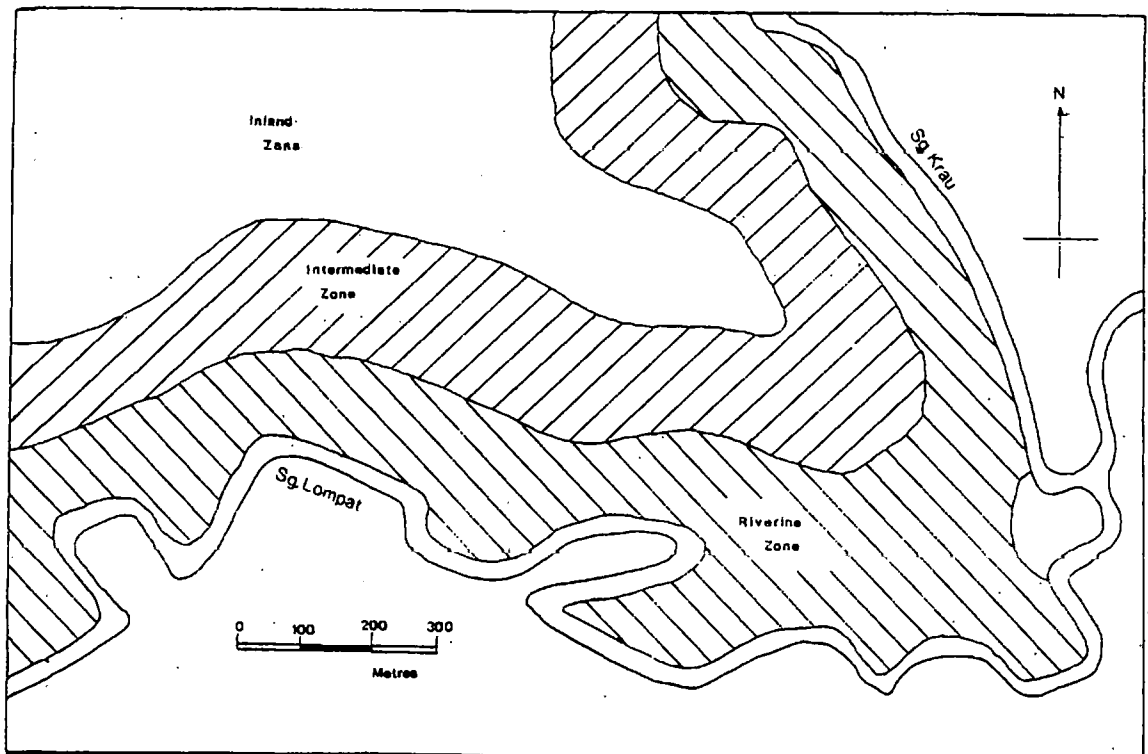 Inland
Zone
N
Sg. Krau
Intermediate
Zone
Sg. Lompat
Riverine
Zone
0 100 200 300
Metres